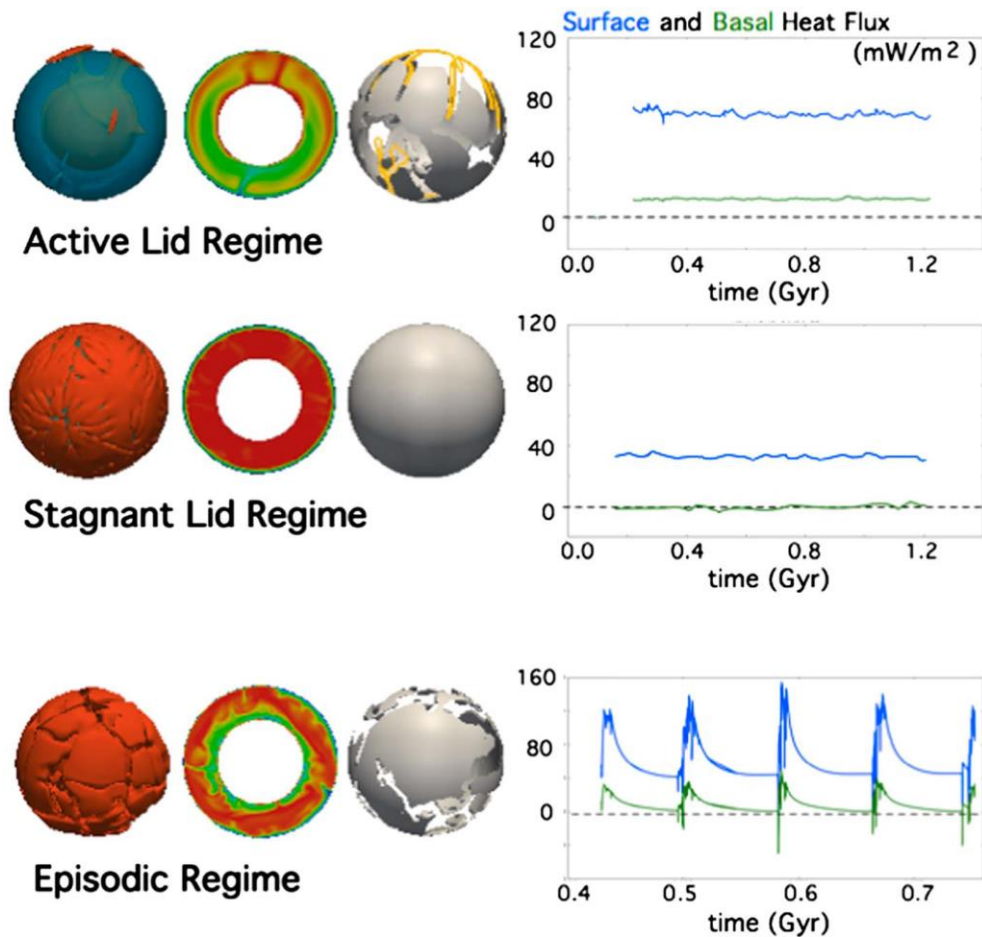 Surface and Basal Heat Flux
(mW/m2)
120
80
40
0
0.0 0.4 0.8 1.2
time (Gyr)
Active Lid Regime
120
80
40
0
0.0 0.4 0.8 1.2
time (Gyr)
Stagnant Lid Regime
160
80
0
0.4 0.5 0.6 0.7
time (Gyr)
Episodic Regime